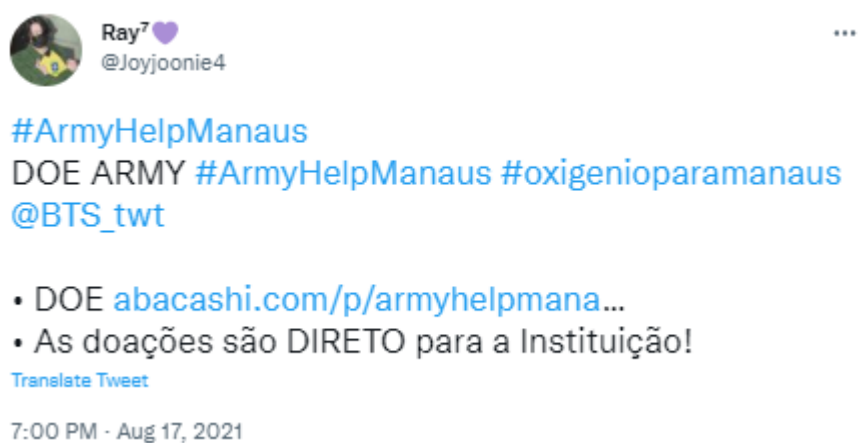 Ray⁷💜
@Joyjoonie4
#ArmyHelpManaus
DOE ARMY #ArmyHelpManaus #oxigenioparamanaus
@BTS_twt
• DOE abacashi.com/p/armyhelpmana...
• As doações são DIRETO para a Instituição!
Translate Tweet
7:00 PM · Aug 17, 2021